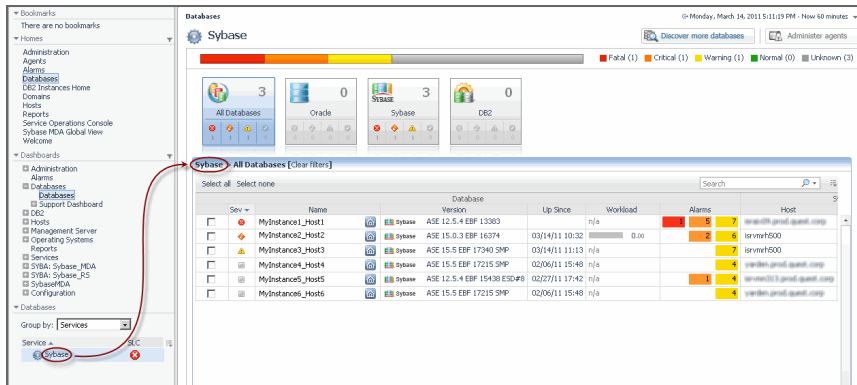 Bookmarks
There are no bookmarks
Homes
Administration
Agents
Alarms
Databases
DB2 Instances Home
Domains
Hosts
Reports
Service Operations Console
Sybase MDA Global View
Welcome
Dashboards
Administration
Alarms
Databases
Databases
Support Dashboard
DB2
Hosts
Management Server
Operating Systems
Reports
Services
SYBA: Sybase_MDA
SYBA: Sybase_RS
SybaseMDA
Configuration
Databases
Group by: Services
Service SLC
Sybase
Databases
Monday, March 14, 2011 5:11:19 PM - Now 60 minutes
Sybase
Discover more databases
Administer agents
Fatal (1) Critical (1) Warning (1) Normal (0) Unknown (3)
3 0 3 0
SYBASE
All Databases Oracle Sybase DB2
1 1 1
Sybase - All Databases [Clear filters]
Select all Select none
Search
Database
Sev Name Version Up Since Workload Alarms Host
MyInstance1_Host1 Sybase ASE 12.5.4 EBF 13383 n/a 1 5 7
MyInstance2_Host2 Sybase ASE 15.0.3 EBF 16374 03/14/11 10:32 0.00 2 6 isrvmrh500
MyInstance3_Host3 Sybase ASE 15.5 EBF 17340 SMP 03/14/11 11:13 n/a 7 isrvmrh500
MyInstance4_Host4 Sybase ASE 15.5 EBF 17215 SMP 02/06/11 15:48 n/a 4
MyInstance5_Host5 Sybase ASE 12.5.4 EBF 15438 ESD#8 02/27/11 17:42 n/a 1 4
MyInstance6_Host6 Sybase ASE 15.5 EBF 17215 SMP 02/06/11 15:48 n/a 4